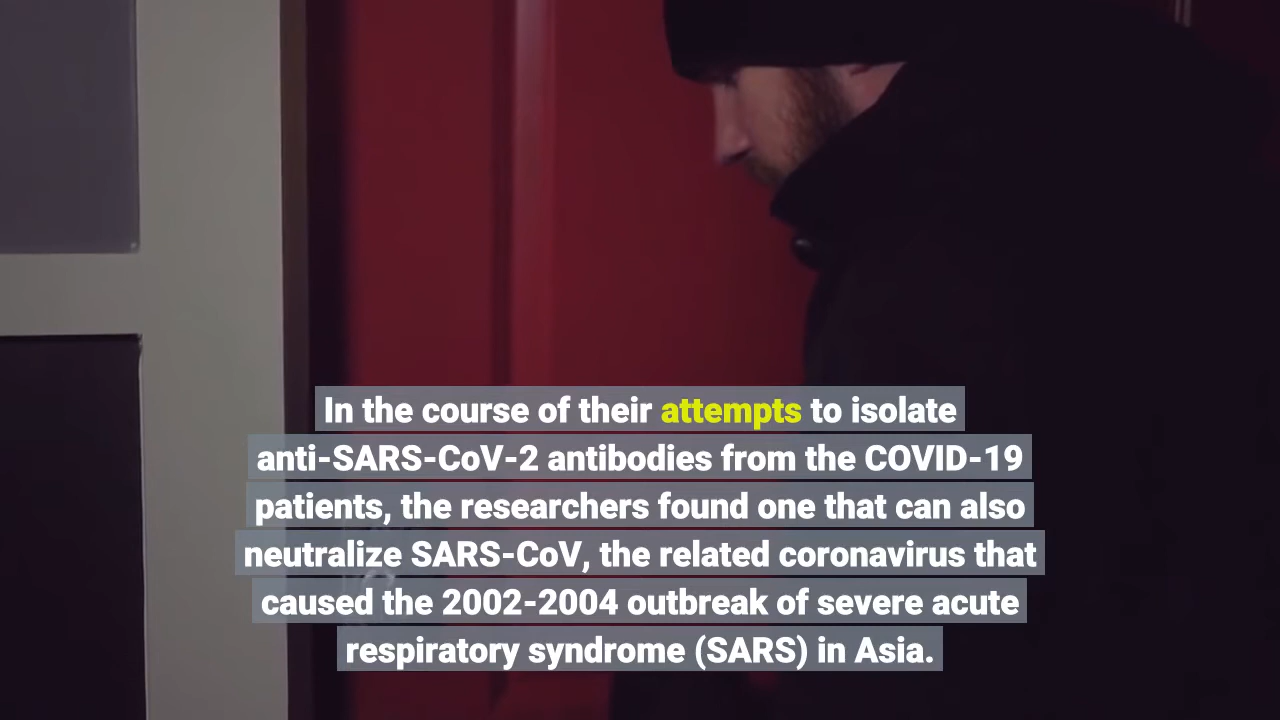 In the course of their attempts to isolate
anti-SARS-CoV-2 antibodies from the COVID-19
patients, the researchers found one that can also
neutralize SARS-CoV, the related coronavirus that
caused the 2002-2004 outbreak of severe acute
respiratory syndrome (SARS) in Asia.